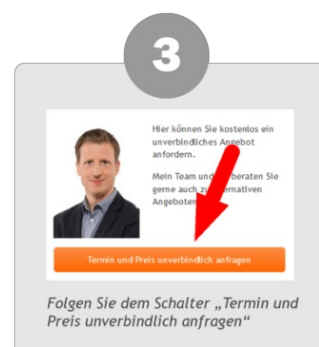 3
Hier können Sie kostenlos ein
unverbindliches Angebot
anfordern.
Mein Team und beraten Sie
gerne auch zu
Angeboten
Termin und Preis unverbindlich anfragen
Folgen Sie dem Schalter „Termin und
Preis unverbindlich anfragen“